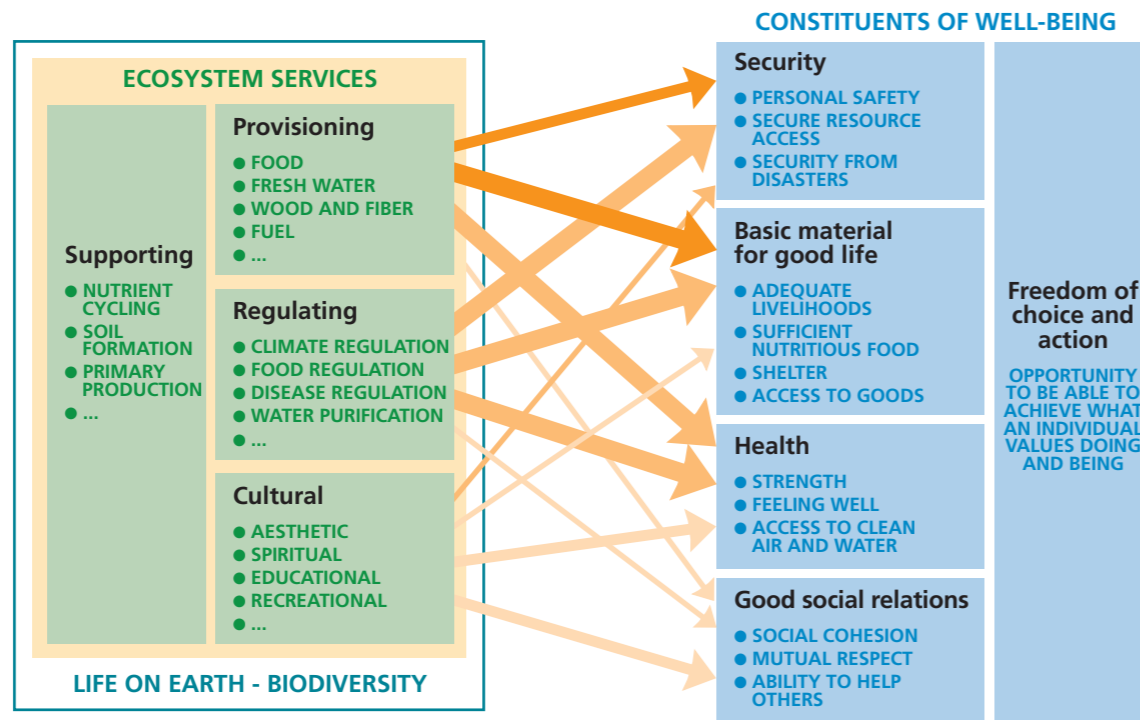 CONSTITUENTS OF WELL-BEING
ECOSYSTEM SERVICES
Supporting
● NUTRIENT
CYCLING
● SOIL
FORMATION
● PRIMARY
PRODUCTION
● ...
Provisioning
● FOOD
● FRESH WATER
● WOOD AND FIBER
● FUEL
● ...
Regulating
● CLIMATE REGULATION
● FOOD REGULATION
● DISEASE REGULATION
● WATER PURIFICATION
● ...
Cultural
● AESTHETIC
● SPIRITUAL
● EDUCATIONAL
● RECREATIONAL
● ...
LIFE ON EARTH - BIODIVERSITY
Security
● PERSONAL SAFETY
● SECURE RESOURCE
ACCESS
● SECURITY FROM
DISASTERS
Basic material
for good life
● ADEQUATE
LIVELIHOODS
● SUFFICIENT
NUTRITIOUS FOOD
● SHELTER
● ACCESS TO GOODS
Health
● STRENGTH
● FEELING WELL
● ACCESS TO CLEAN
AIR AND WATER
Good social relations
● SOCIAL COHESION
● MUTUAL RESPECT
● ABILITY TO HELP
OTHERS
Freedom of
choice and
action
OPPORTUNITY
TO BE ABLE TO
ACHIEVE WHAT
AN INDIVIDUAL
VALUES DOING
AND BEING